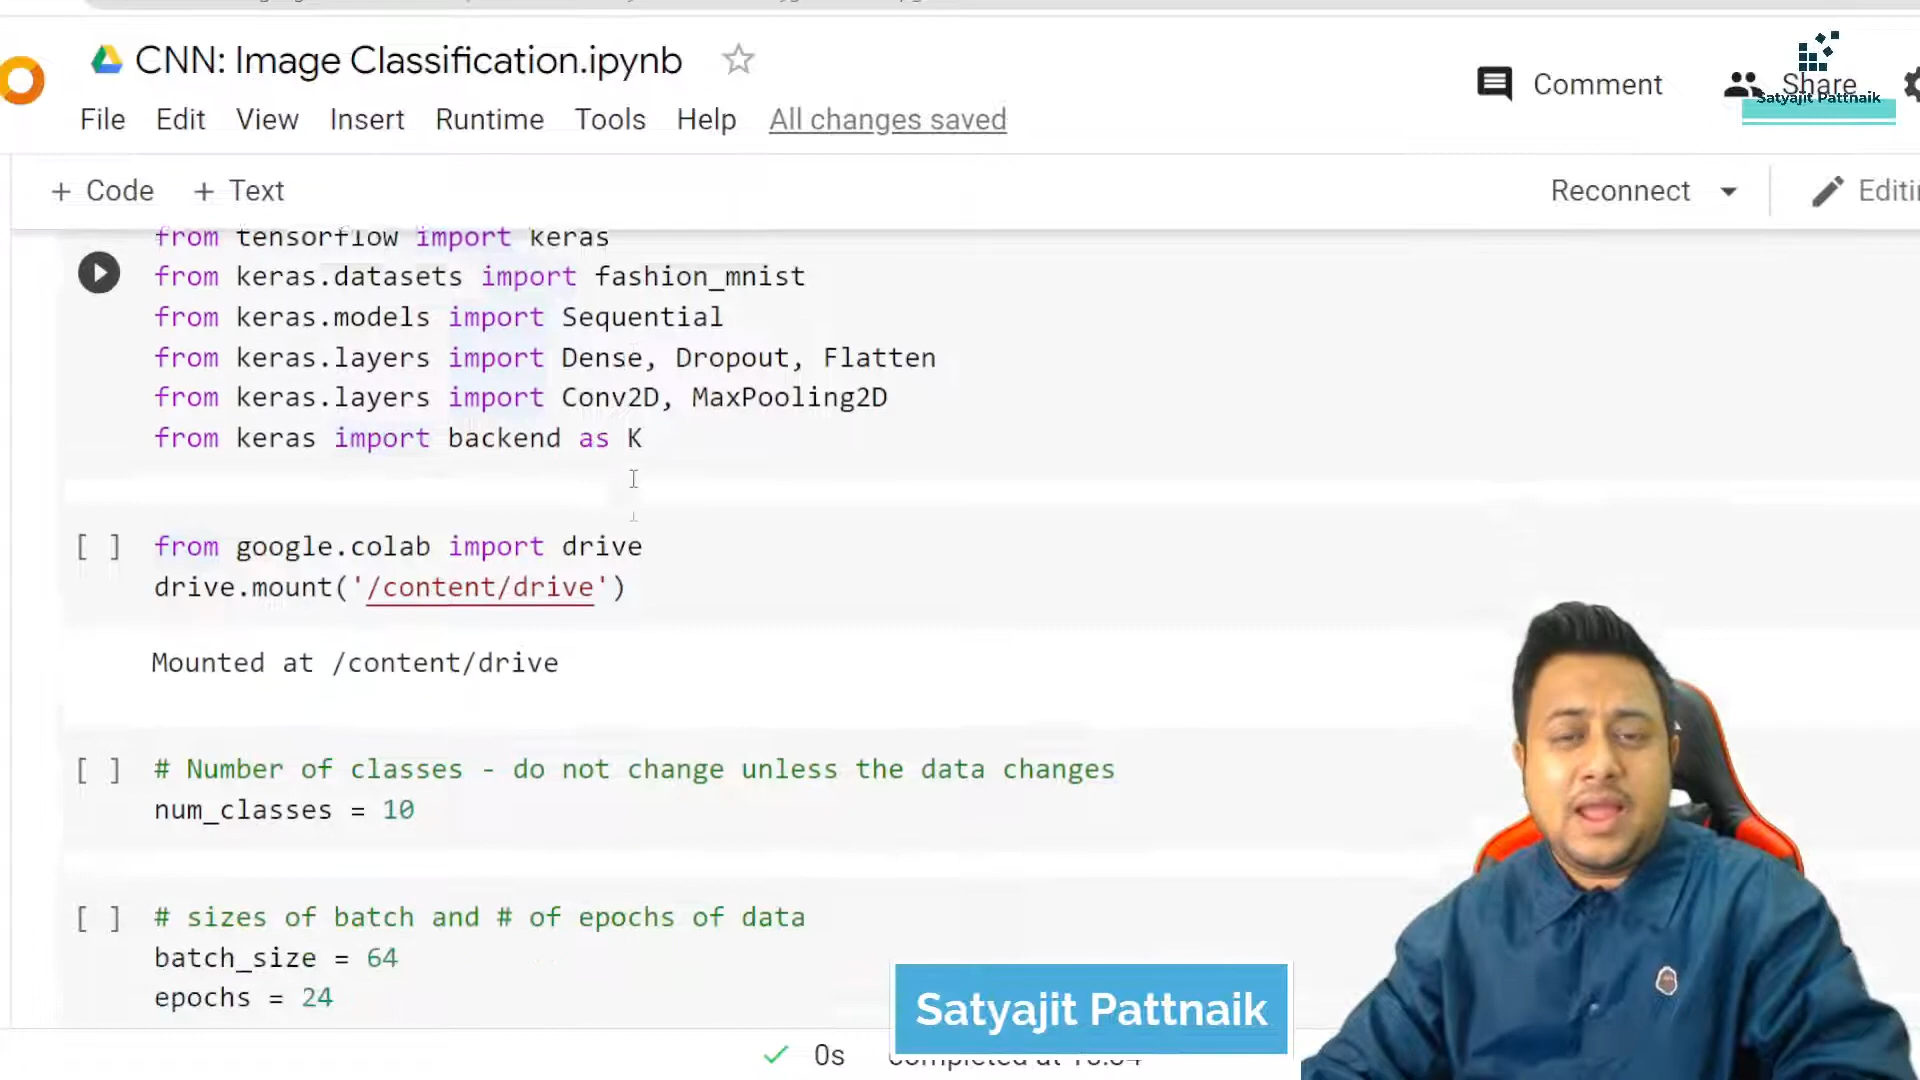 CNN: Image Classification.ipynb
Comment
Share
Satyajit Pattnaik
File Edit View Insert Runtime Tools Help All changes saved
+ Code + Text
Reconnect
from tensorflow import keras
from keras.datasets import fashion_mnist
from keras.models import Sequential
from keras.layers import Dense, Dropout, Flatten
from keras.layers import Conv2D, MaxPooling2D
from keras import backend as K
[ ] from google.colab import drive
drive.mount('/content/drive')
Mounted at /content/drive
[ ] # Number of classes - do not change unless the data changes
num_classes = 10
[ ] # sizes of batch and # of epochs of data
batch_size = 64
epochs = 24
Satyajit Pattnaik
0s completed at